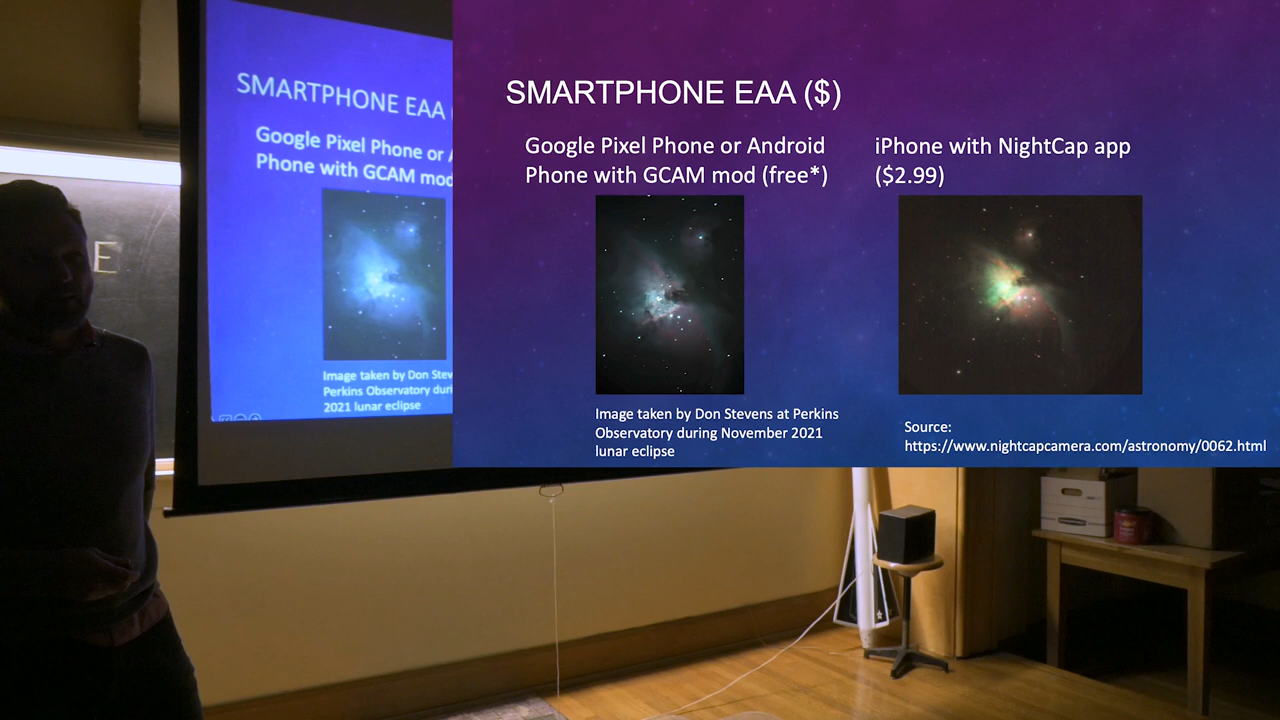 E
SMARTPHONE EAA
Google Pixel Phone or
Phone with GCAM mod
Image taken by Don Stev
Perkins Observatory duri
2021 lunar eclipse
SMARTPHONE EAA ($)
Google Pixel Phone or Android
Phone with GCAM mod (free*)
Image taken by Don Stevens at Perkins
Observatory during November 2021
lunar eclipse
iPhone with NightCap app
($2.99)
Source:
https://www.nightcapcamera.com/astronomy/0062.html